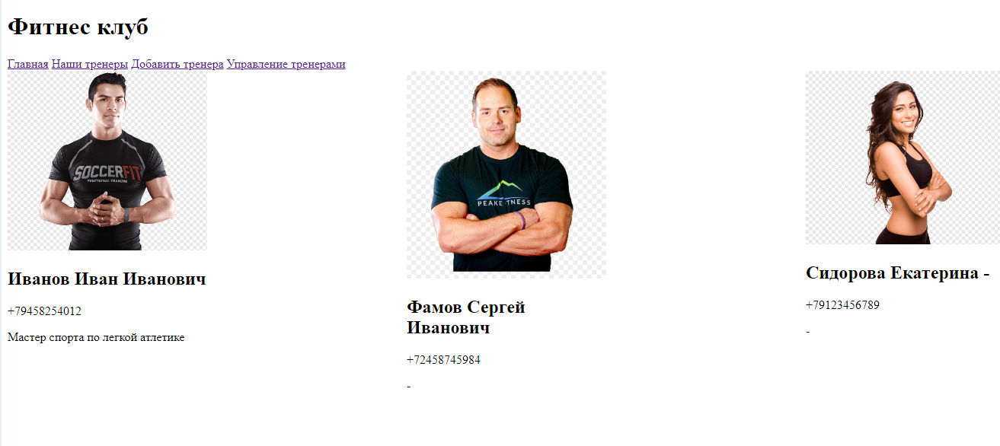 Фитнес клуб
Главная Наши тренеры Добавить тренера Управление тренерами
SOCCERFIT
FUNCTIONAL TRAINING
Иванов Иван Иванович
+79458254012
Мастер спорта по легкой атлетике
PEAKE TNESS
Фамов Сергей
Иванович
+72458745984
-
Сидорова Екатерина -
+79123456789
-